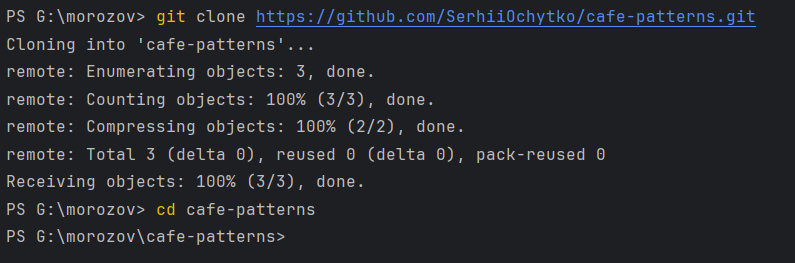 PS G:\morozov> git clone https://github.com/SerhiiOchytko/cafe-patterns.git
Cloning into 'cafe-patterns'...
remote: Enumerating objects: 3, done.
remote: Counting objects: 100% (3/3), done.
remote: Compressing objects: 100% (2/2), done.
remote: Total 3 (delta 0), reused 0 (delta 0), pack-reused 0
Receiving objects: 100% (3/3), done.
PS G:\morozov> cd cafe-patterns
PS G:\morozov\cafe-patterns>